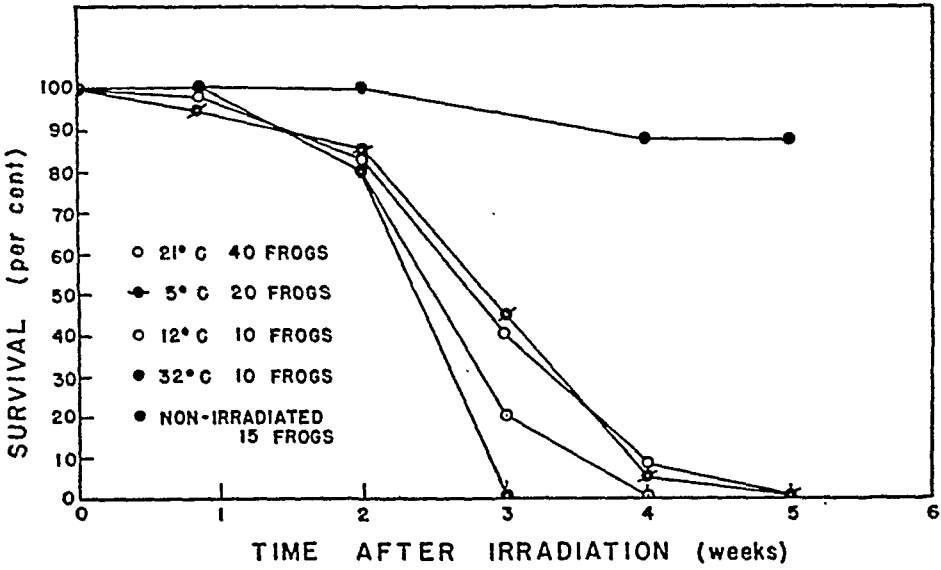 SURVIVAL (per cent)
100
90
80
70
60
50
40
30
20
10
0
21° C 40 FROGS
5° C 20 FROGS
12° C 10 FROGS
32° C 10 FROGS
NON-IRRADIATED
15 FROGS
0 1 2 3 4 5 6
TIME AFTER IRRADIATION (weeks)